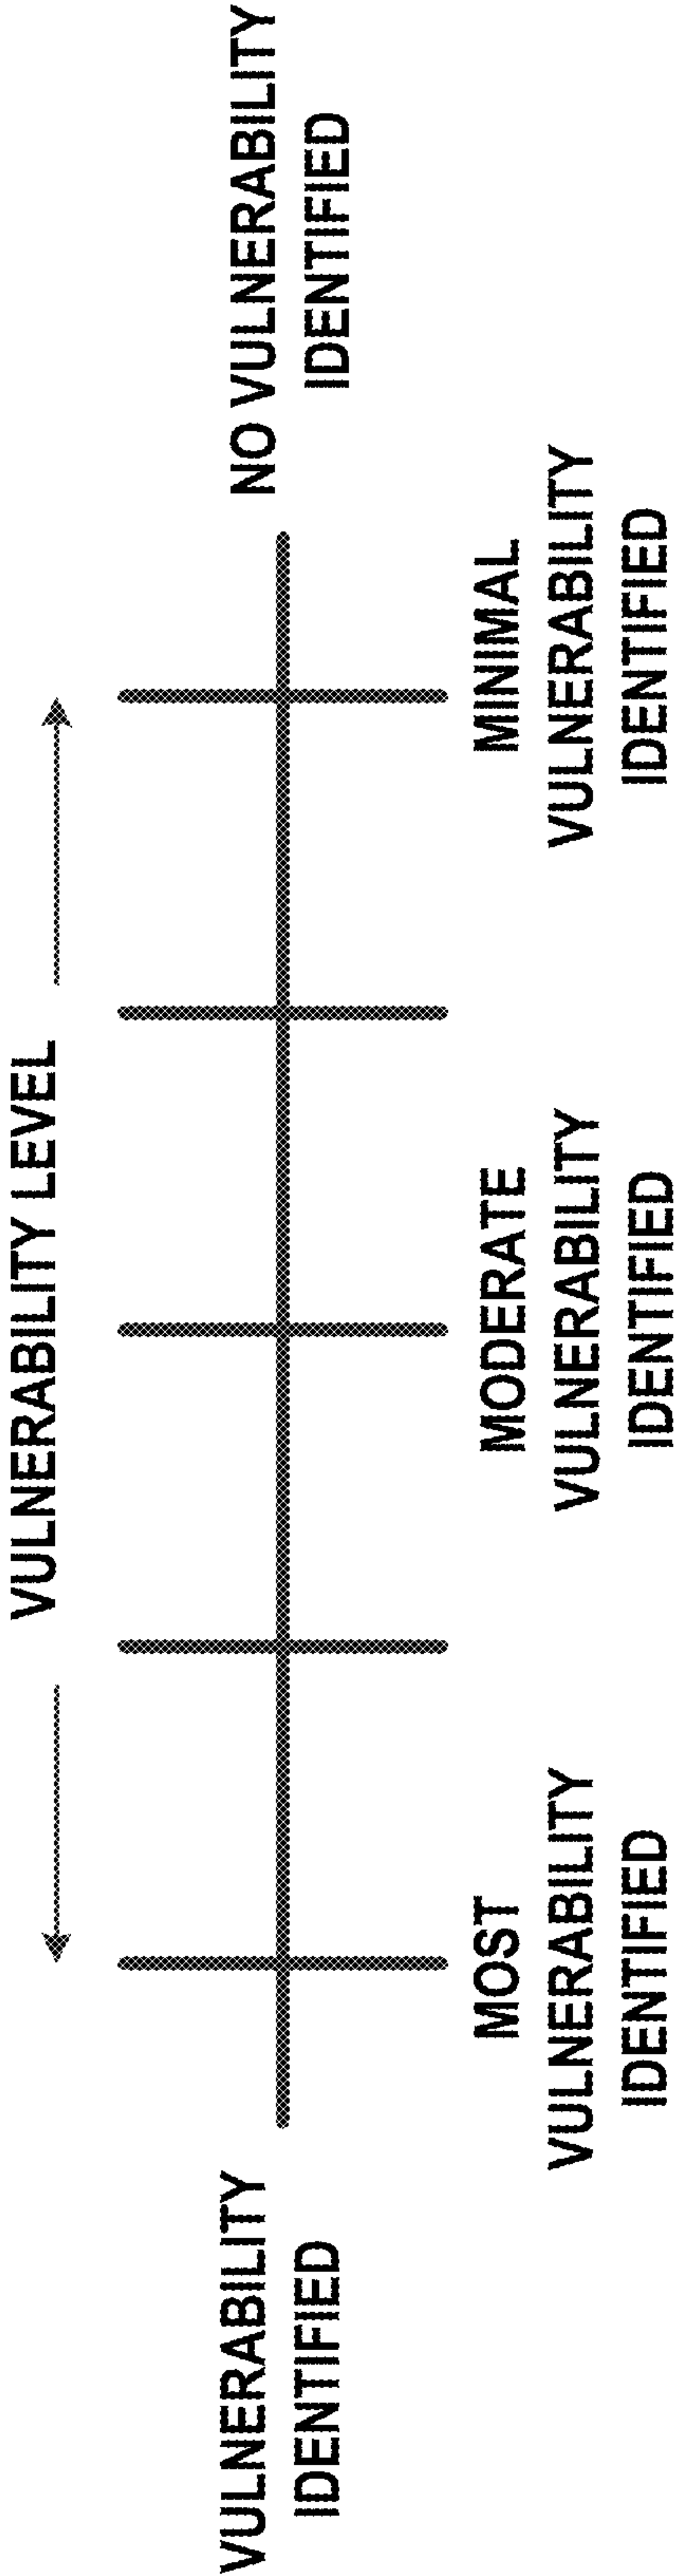 VULNERABILITY LEVEL
VULNERABILITY
IDENTIFIED
NO VULNERABILITY
IDENTIFIED
MOST
VULNERABILITY
IDENTIFIED
MODERATE
VULNERABILITY
IDENTIFIED
MINIMAL
VULNERABILITY
IDENTIFIED